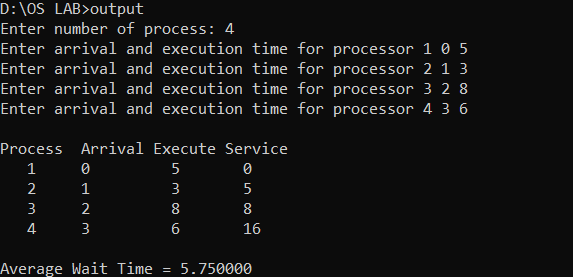 D:\OS LAB>output
Enter number of process: 4
Enter arrival and execution time for processor 1 0 5
Enter arrival and execution time for processor 2 1 3
Enter arrival and execution time for processor 3 2 8
Enter arrival and execution time for processor 4 3 6
Process Arrival Execute Service
1 0 5 0
2 1 3 5
3 2 8 8
4 3 6 16
Average Wait Time = 5.750000